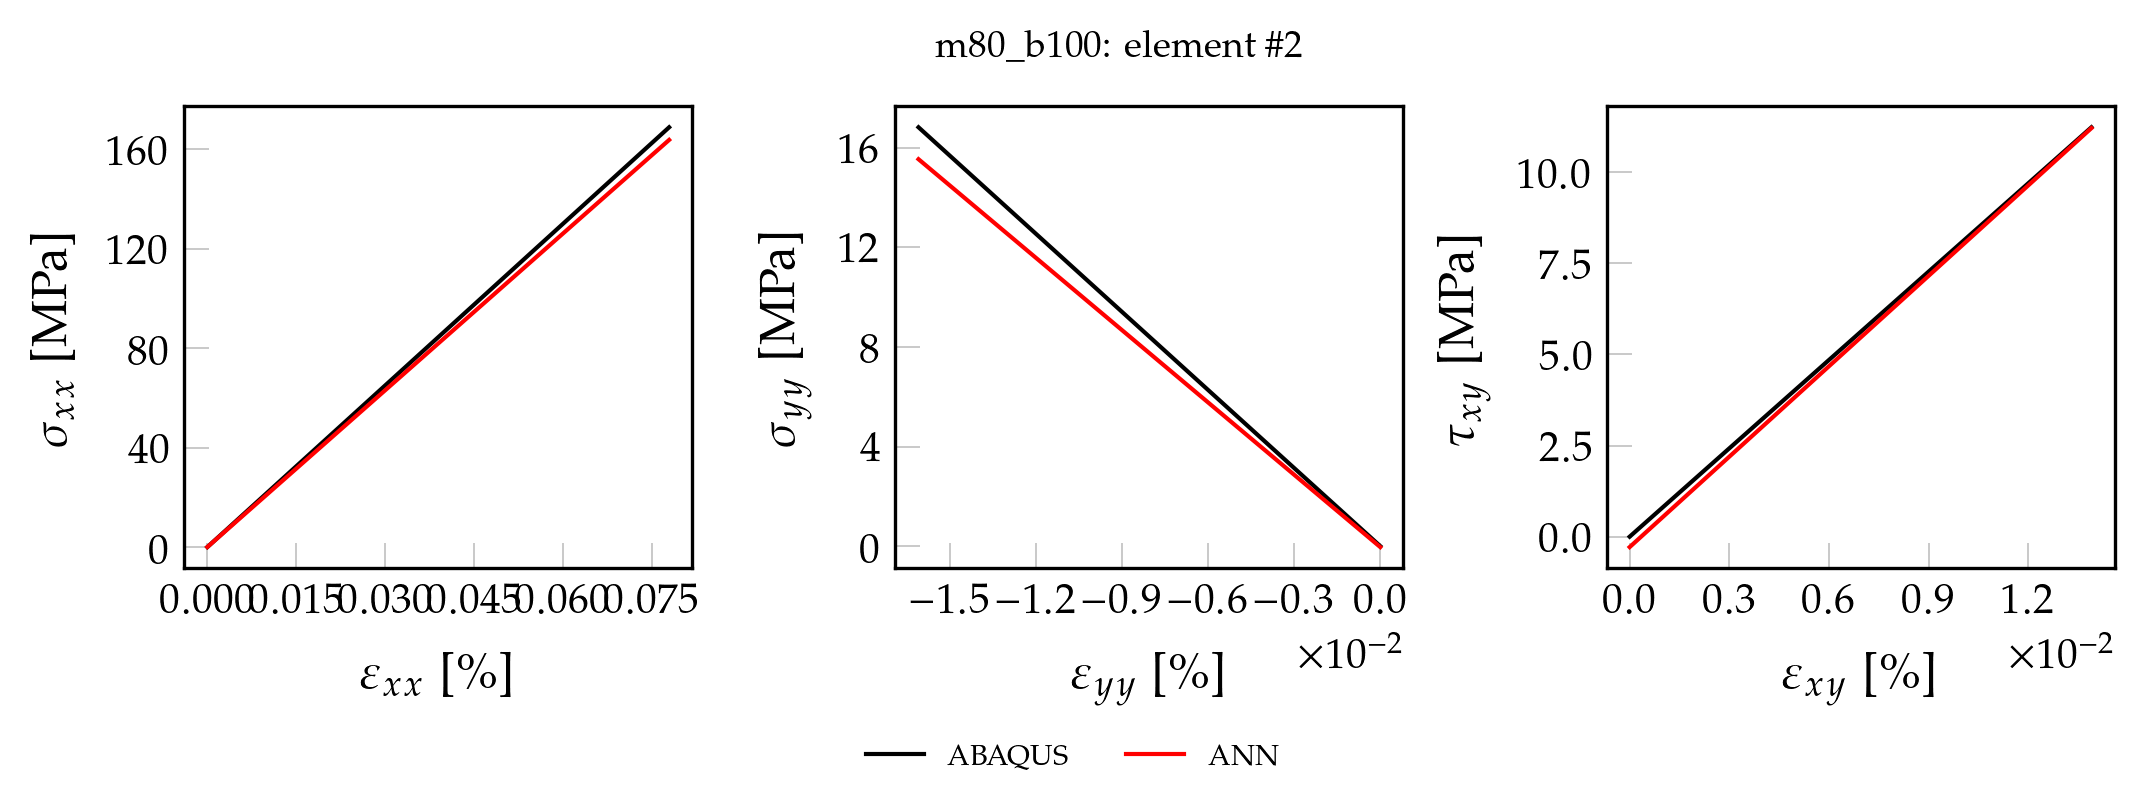 m80_b100: element #2
160
120
80
40
0
0.000 0.015 0.030 0.045 0.060 0.075
σxx [MPa]
εxx [%]
16
12
8
4
0
−1.5 −1.2 −0.9 −0.6 −0.3 0.0
×10−2
σyy [MPa]
εyy [%]
10.0
7.5
5.0
2.5
0.0
0.0 0.3 0.6 0.9 1.2
×10−2
τxy [MPa]
εxy [%]
ABAQUS ANN